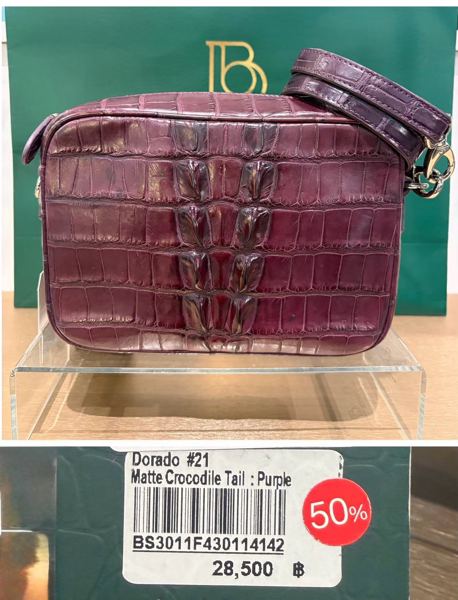 B
Dorado #21
Matte Crocodile Tail : Purple
BS3011F430114142
50%
28,500 ฿